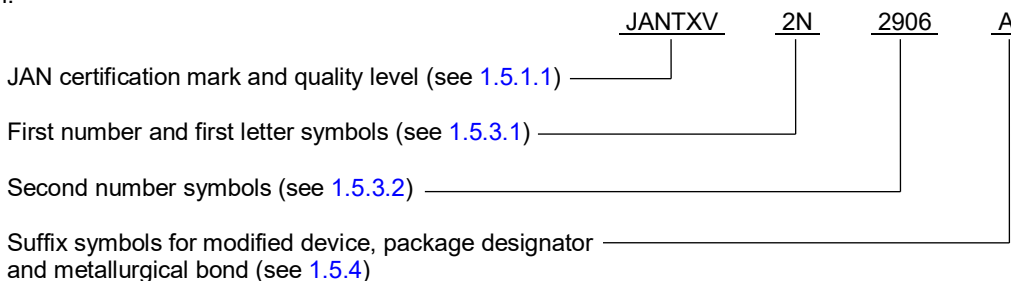 JANTXV 2N 2906 A
JAN certification mark and quality level (see 1.5.1.1)
First number and first letter symbols (see 1.5.3.1)
Second number symbols (see 1.5.3.2)
Suffix symbols for modified device, package designator
and metallurgical bond (see 1.5.4)